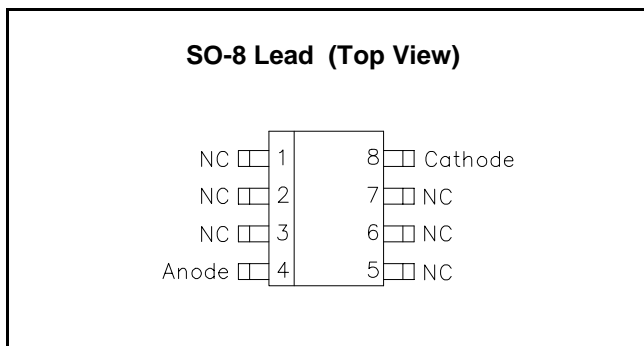 SO-8 Lead (Top View)
NC 1 8 Cathode
NC 2 7 NC
NC 3 6 NC
Anode 4 5 NC